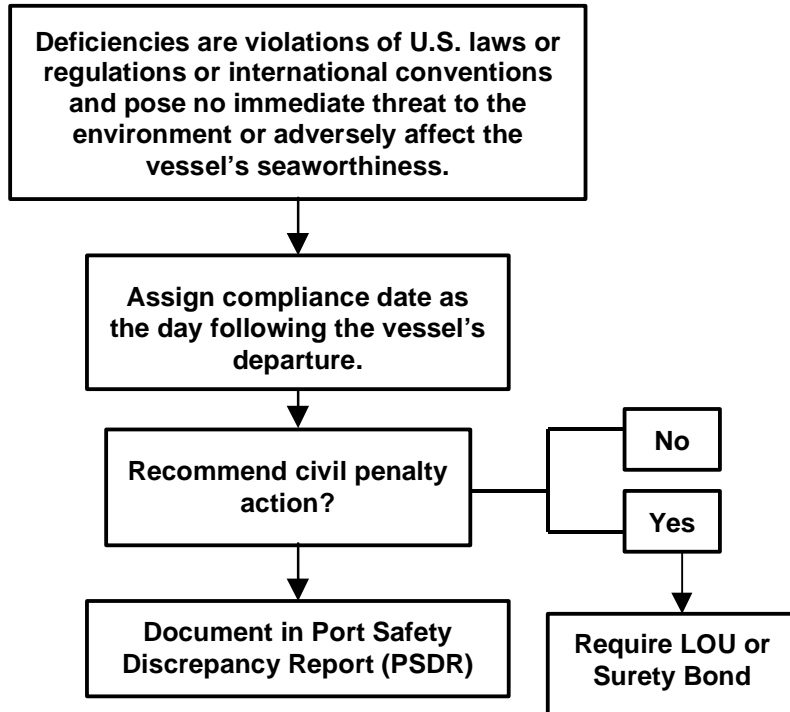 Deficiencies are violations of U.S. laws or
regulations or international conventions
and pose no immediate threat to the
environment or adversely affect the
vessel’s seaworthiness.
Assign compliance date as
the day following the vessel’s
departure.
Recommend civil penalty
action?
No
Yes
Document in Port Safety
Discrepancy Report (PSDR)
Require LOU or
Surety Bond